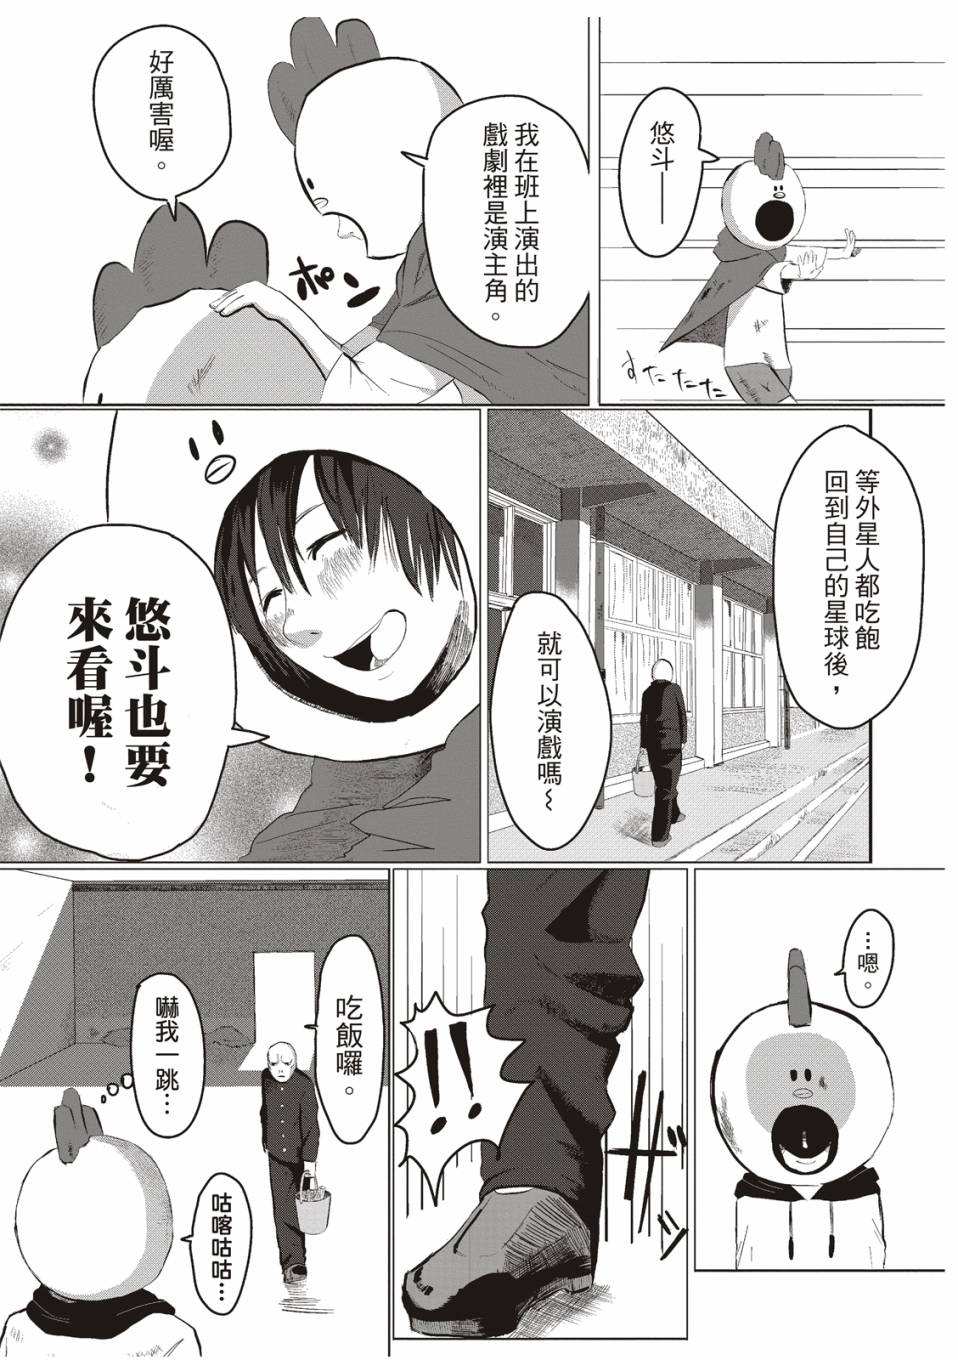 悠斗——
すたたたた
我在班上演出的
戲劇裡是演主角。
ポン
好厲害喔。
等外星人都吃飽
回到自己的星球後，
就可以演戲嗎～
悠斗也要
來看喔！
…嗯。
ザッ
!!
吃飯囉。
嚇我一跳…
咕喀咕咕…